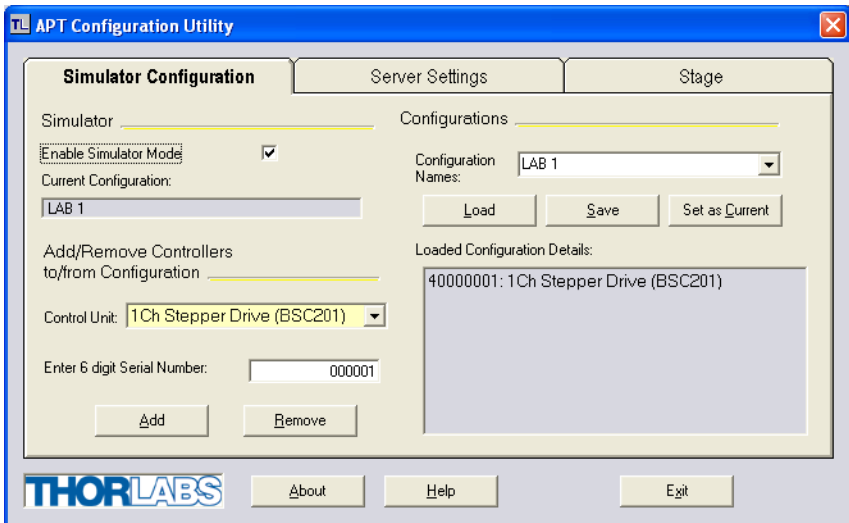 TL APT Configuration Utility
Simulator Configuration
Server Settings
Stage
Simulator
Enable Simulator Mode
Current Configuration:
LAB 1
Add/Remove Controllers
to/from Configuration
Control Unit: 1Ch Stepper Drive (BSC201)
Enter 6 digit Serial Number: 000001
Add
Remove
Configurations
Configuration
Names:
LAB 1
Load
Save
Set as Current
Loaded Configuration Details:
40000001: 1Ch Stepper Drive (BSC201)
THORLABS
About
Help
Exit